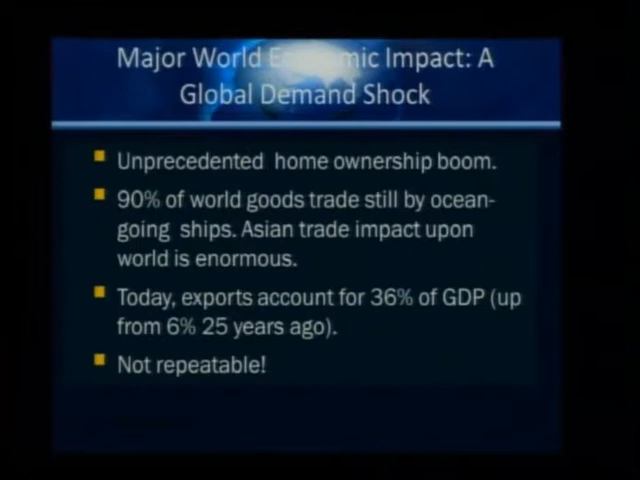 Major World Economic Impact: A
Global Demand Shock
Unprecedented home ownership boom.
90% of world goods trade still by ocean-
going ships. Asian trade impact upon
world is enormous.
Today, exports account for 36% of GDP (up
from 6% 25 years ago).
Not repeatable!